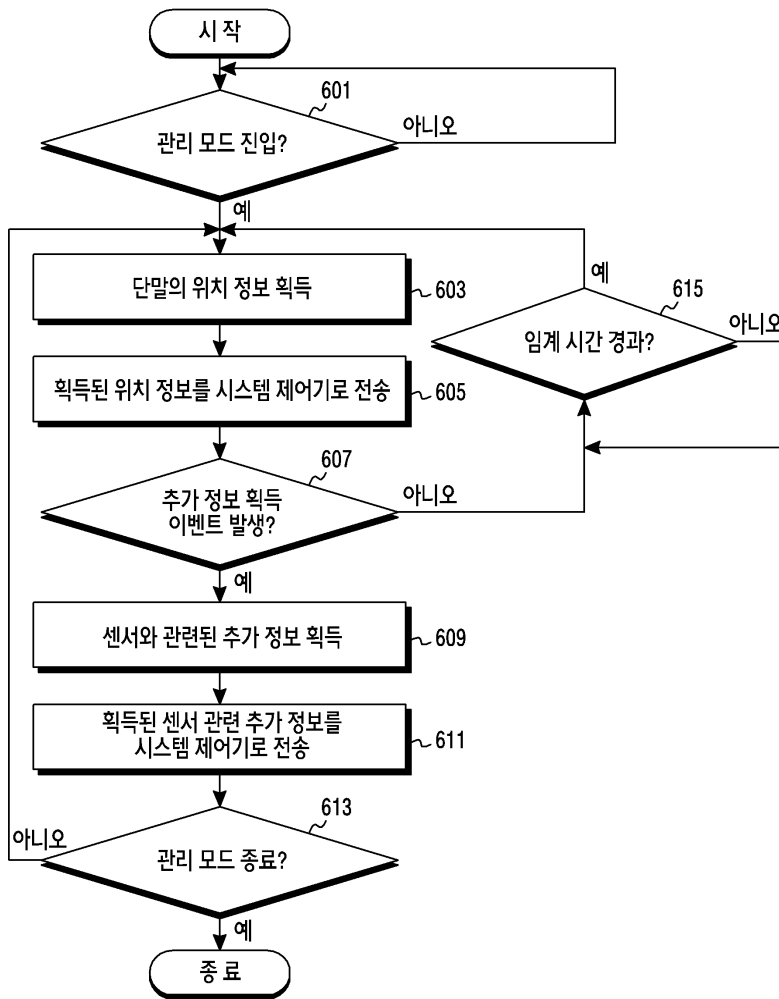 시 작
601
아니오
관리 모드 진입?
예
단말의 위치 정보 획득
603
예
615
아니오
임계 시간 경과?
획득된 위치 정보를 시스템 제어기로 전송
605
607
아니오
추가 정보 획득
이벤트 발생?
예
센서와 관련된 추가 정보 획득
609
획득된 센서 관련 추가 정보를
시스템 제어기로 전송
611
613
아니오
관리 모드 종료?
예
종 료